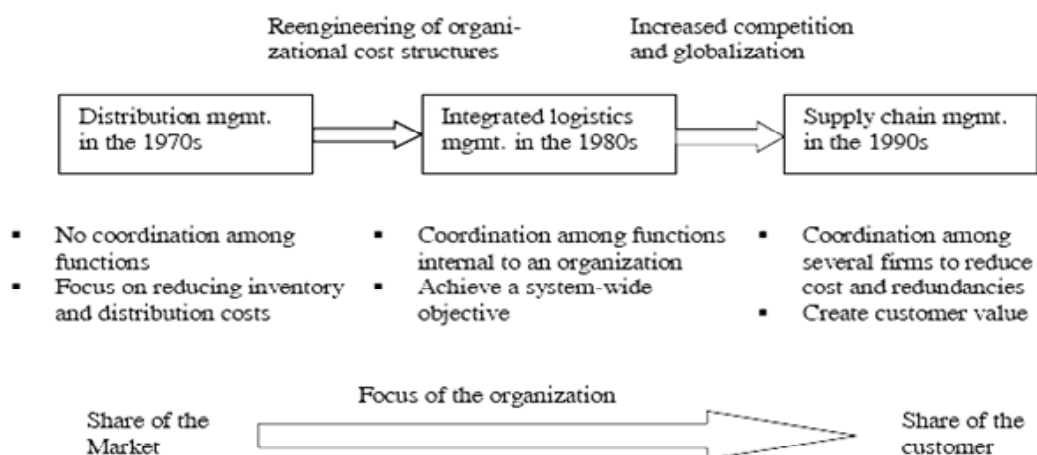 Reengineering of organi-
zational cost structures
Increased competition
and globalization
Distribution mgmt.
in the 1970s
Integrated logistics
mgmt. in the 1980s
Supply chain mgmt.
in the 1990s
▪ No coordination among
functions
▪ Focus on reducing inventory
and distribution costs
▪ Coordination among functions
internal to an organization
▪ Achieve a system-wide
objective
▪ Coordination among
several firms to reduce
cost and redundancies
▪ Create customer value
Focus of the organization
Share of the
Market
Share of the
customer